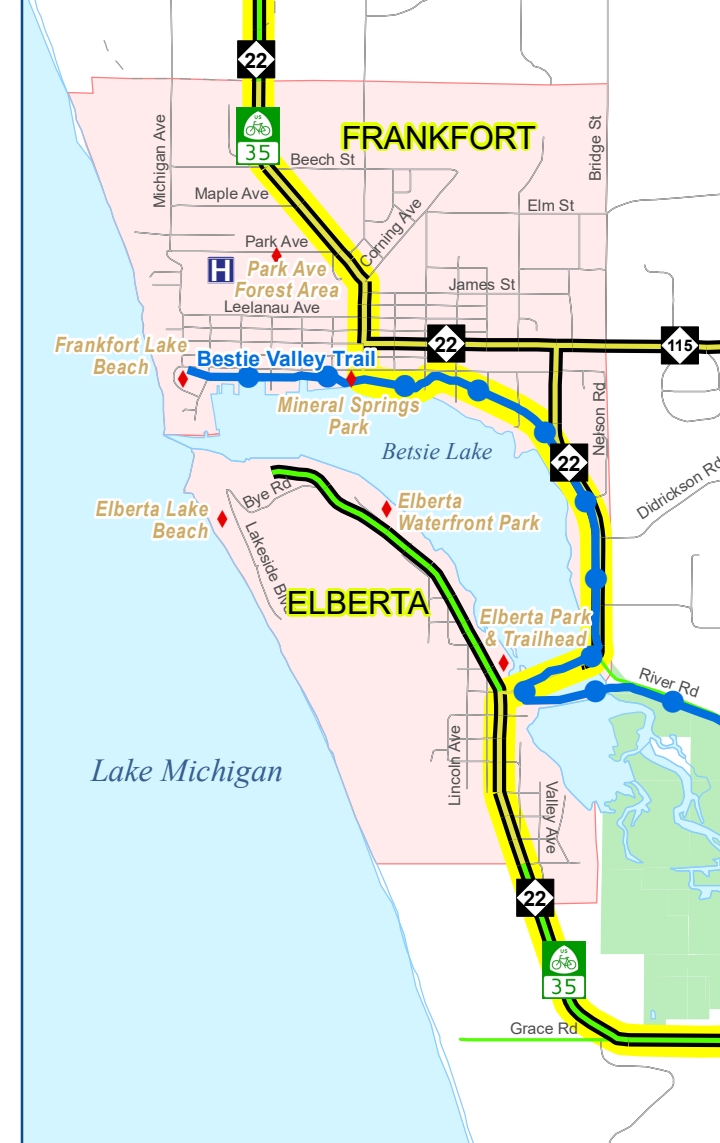 22
US
35
FRANKFORT
Michigan Ave
Bridge St
Beech St
Maple Ave
Elm St
Corning Ave
Park Ave
H
Park Ave
Forest Area
James St
Leelanau Ave
Frankfort Lake
Beach
Bestie Valley Trail
22
115
Mineral Springs
Park
Nelson Rd
Betsie Lake
22
Didrickson Rd
Bye Rd
Elberta Lake
Beach
Elberta
Waterfront Park
Lakeside Blvd
ELBERTA
Elberta Park
& Trailhead
River Rd
Lincoln Ave
Lake Michigan
Valley Ave
22
US
35
Grace Rd